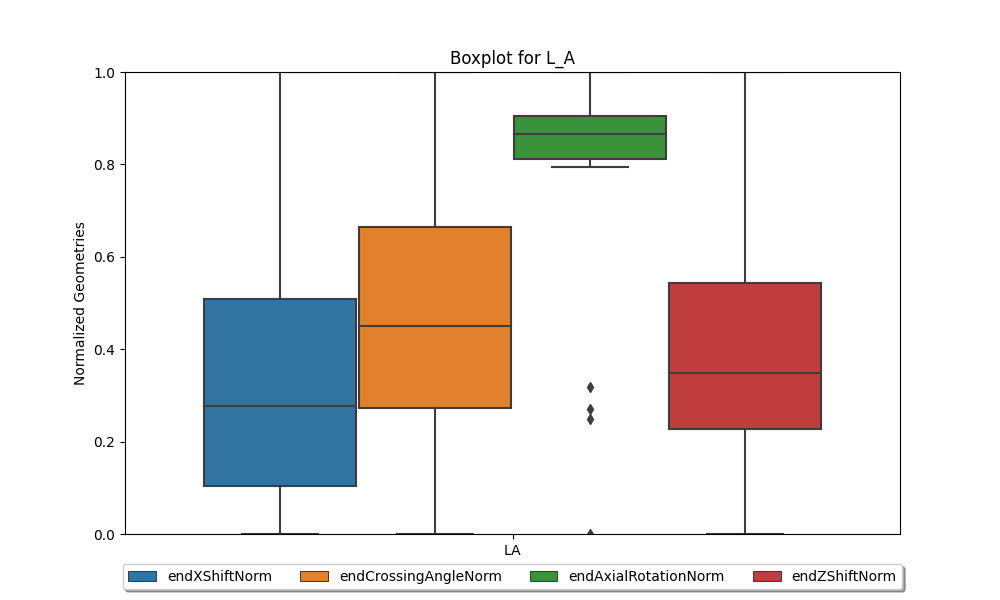 Boxplot for L_A
1.0
0.8
0.6
0.4
0.2
0.0
Normalized Geometries
LA
endXShiftNorm endCrossingAngleNorm endAxialRotationNorm endZShiftNorm